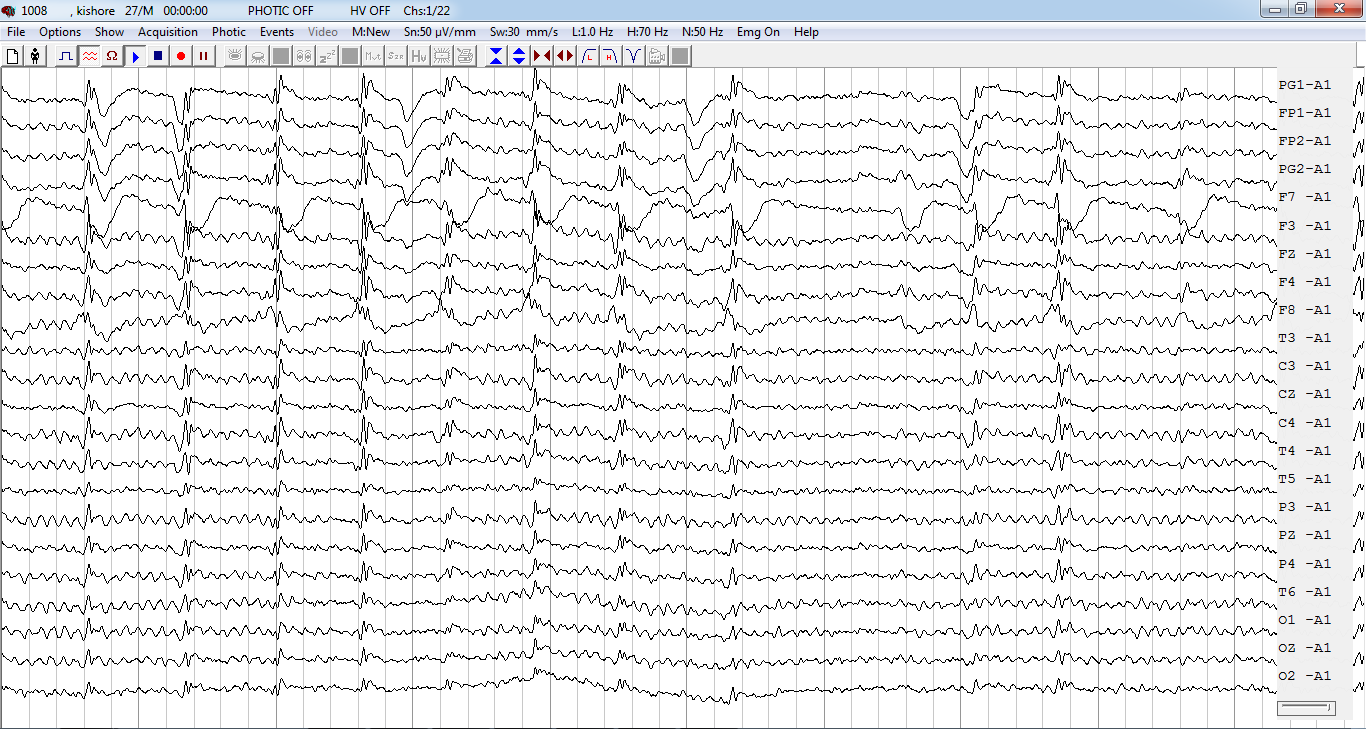 1008 , kishore 27/M 00:00:00 PHOTIC OFF HV OFF Chs:1/22
File Options Show Acquisition Photic Events Video M:New Sn:50 µV/mm Sw:30 mm/s L:1.0 Hz H:70 Hz N:50 Hz Emg On Help
PG1-A1
FP1-A1
FP2-A1
PG2-A1
F7 -A1
F3 -A1
FZ -A1
F4 -A1
F8 -A1
T3 -A1
C3 -A1
CZ -A1
C4 -A1
T4 -A1
T5 -A1
P3 -A1
PZ -A1
P4 -A1
T6 -A1
O1 -A1
OZ -A1
O2 -A1